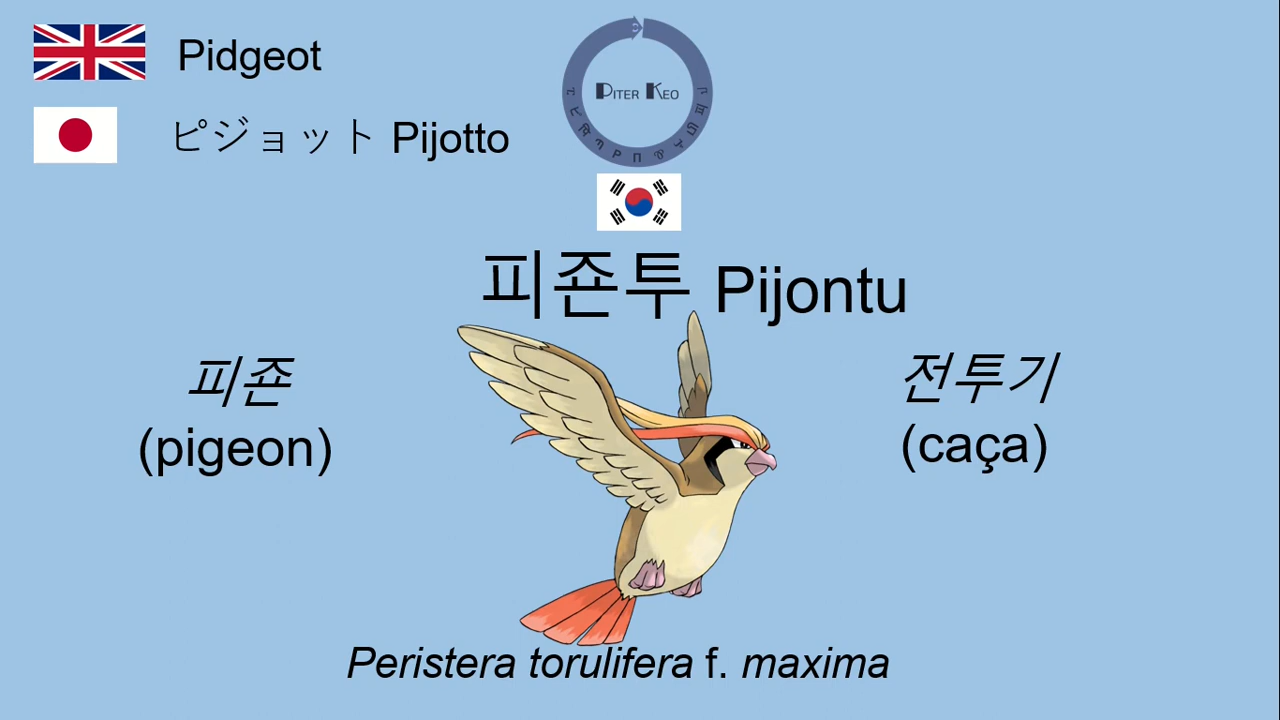 Pidgeot
ピジョット Pijotto
PITER KEO
피죤투 Pijontu
피죤
(pigeon)
전투기
(caça)
Peristera torulifera f. maxima